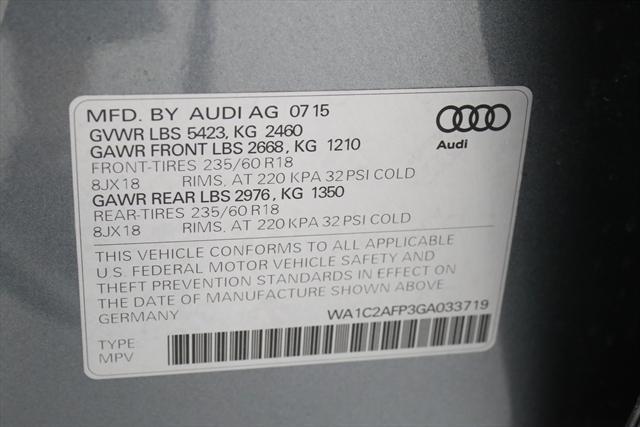 MFD. BY AUDI AG 07 15
GVWR LBS 5423, KG 2460
GAWR FRONT LBS 2668, KG 1210
FRONT-TIRES 235/60 R18
8JX18 RIMS, AT 220 KPA 32 PSI COLD
GAWR REAR LBS 2976, KG 1350
REAR-TIRES 235/60 R18
8JX18 RIMS, AT 220 KPA 32 PSI COLD
Audi
THIS VEHICLE CONFORMS TO ALL APPLICABLE
U.S. FEDERAL MOTOR VEHICLE SAFETY AND
THEFT PREVENTION STANDARDS IN EFFECT ON
THE DATE OF MANUFACTURE SHOWN ABOVE
GERMANY
WA1C2AFP3GA033719
TYPE
MPV